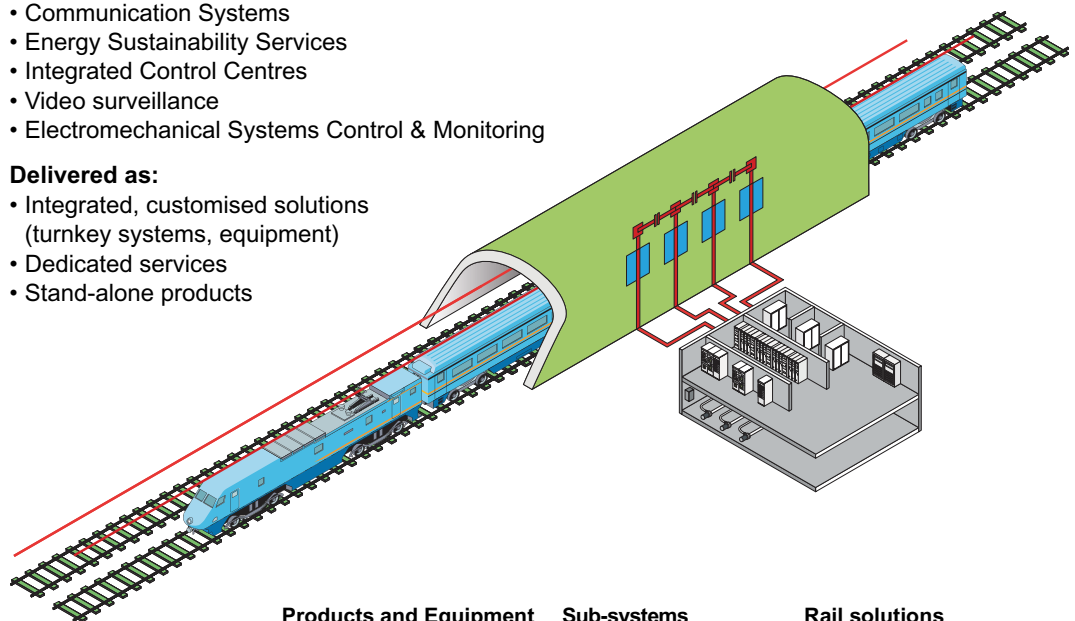 • Communication Systems
• Energy Sustainability Services
• Integrated Control Centres
• Video surveillance
• Electromechanical Systems Control & Monitoring
Delivered as:
• Integrated, customised solutions
(turnkey systems, equipment)
• Dedicated services
• Stand-alone products
Products and Equipment Sub-systems Rail solutions